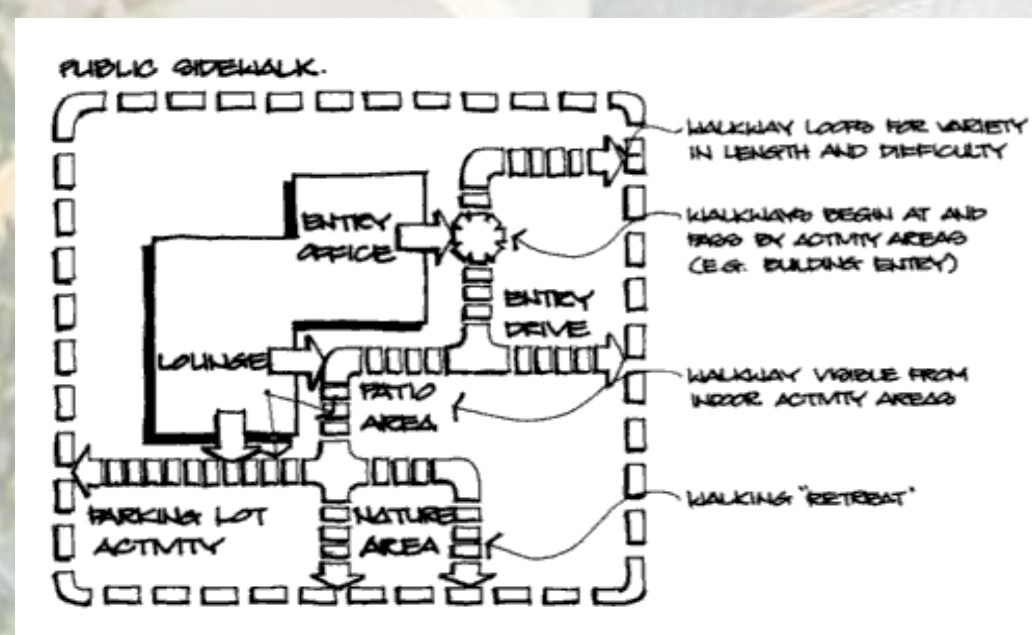 PUBLIC SIDEWALK.
WALKWAY LOOPS FOR VARIETY
IN LENGTH AND DIFFICULTY
ENTRY
OFFICE
WALKWAYS BEGIN AT AND
PASS BY ACTIVITY AREAS
(E.G. BUILDING ENTRY)
ENTRY
DRIVE
LOUNGE
PATIO
AREA
WALKWAY VISIBLE FROM
INDOOR ACTIVITY AREAS
PARKING LOT
ACTIVITY
NATURE
AREA
WALKING "RETREAT"